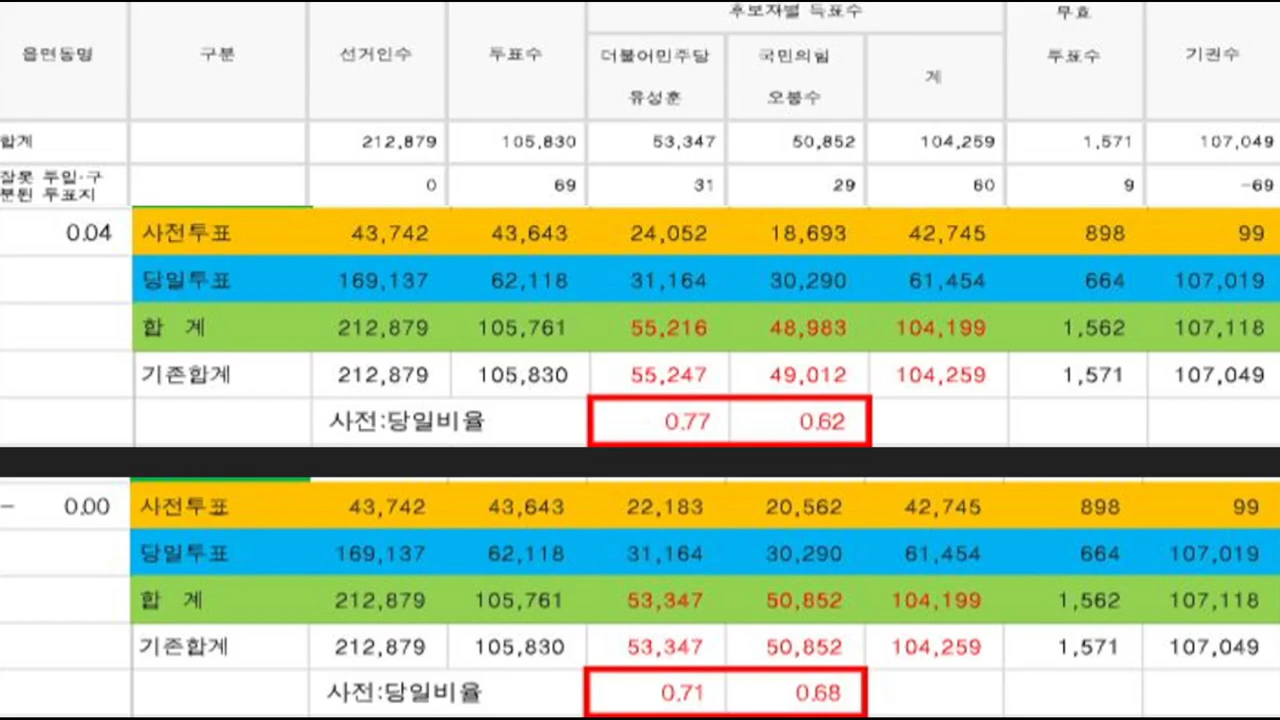 후보자별 득표수
무효
읍면동명 구분 선거인수 투표수 더불어민주당 국민의힘 계 투표수 기권수
유성훈 오봉수
합계 212,879 105,830 53,347 50,852 104,259 1,571 107,049
잘못 투입·구
분된 투표지 0 69 31 29 60 9 -69
0.04 사전투표 43,742 43,643 24,052 18,693 42,745 898 99
당일투표 169,137 62,118 31,164 30,290 61,454 664 107,019
합 계 212,879 105,761 55,216 48,983 104,199 1,562 107,118
기존합계 212,879 105,830 55,247 49,012 104,259 1,571 107,049
사전:당일비율 0.77 0.62
- 0.00 사전투표 43,742 43,643 22,183 20,562 42,745 898 99
당일투표 169,137 62,118 31,164 30,290 61,454 664 107,019
합 계 212,879 105,761 53,347 50,852 104,199 1,562 107,118
기존합계 212,879 105,830 53,347 50,852 104,259 1,571 107,049
사전:당일비율 0.71 0.68